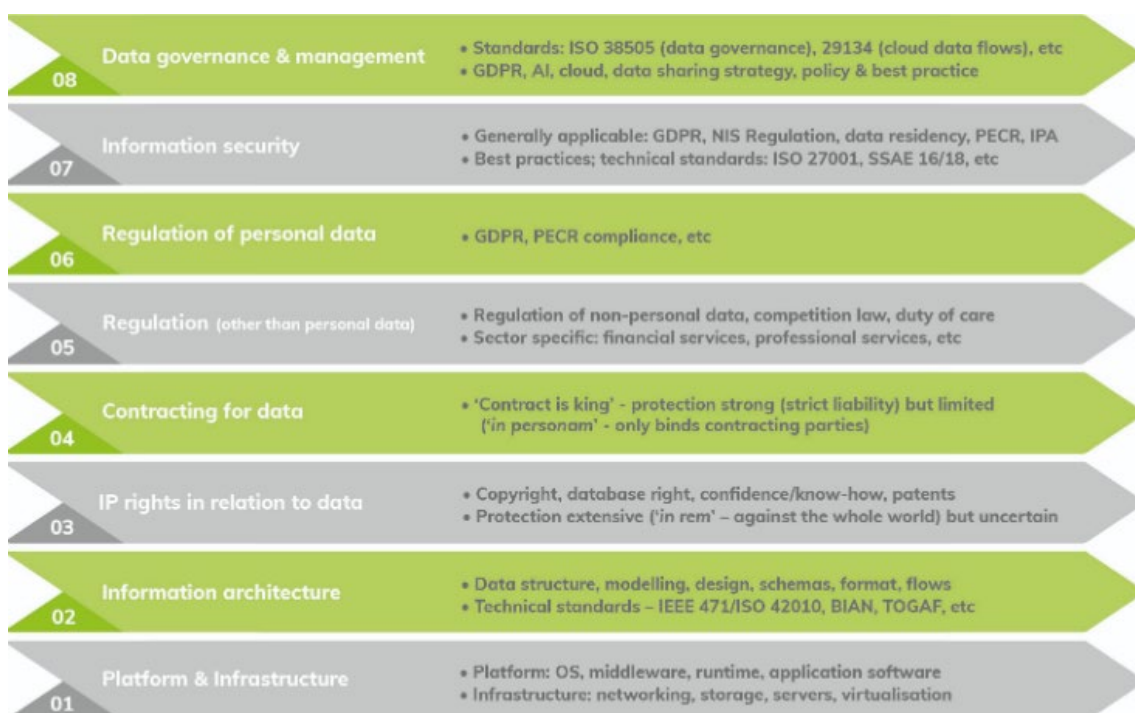 Data governance & management
• Standards: ISO 38505 (data governance), 29134 (cloud data flows), etc
• GDPR, AI, cloud, data sharing strategy, policy & best practice
08
Information security
• Generally applicable: GDPR, NIS Regulation, data residency, PECR, IPA
• Best practices; technical standards: ISO 27001, SSAE 16/18, etc
07
Regulation of personal data
• GDPR, PECR compliance, etc
06
Regulation (other than personal data)
• Regulation of non-personal data, competition law, duty of care
• Sector specific: financial services, professional services, etc
05
Contracting for data
• ‘Contract is king’ - protection strong (strict liability) but limited
(‘in personam’ - only binds contracting parties)
04
IP rights in relation to data
• Copyright, database right, confidence/know-how, patents
• Protection extensive (‘in rem’ – against the whole world) but uncertain
03
Information architecture
• Data structure, modelling, design, schemas, format, flows
• Technical standards – IEEE 471/ISO 42010, BIAN, TOGAF, etc
02
Platform & Infrastructure
• Platform: OS, middleware, runtime, application software
• Infrastructure: networking, storage, servers, virtualisation
01